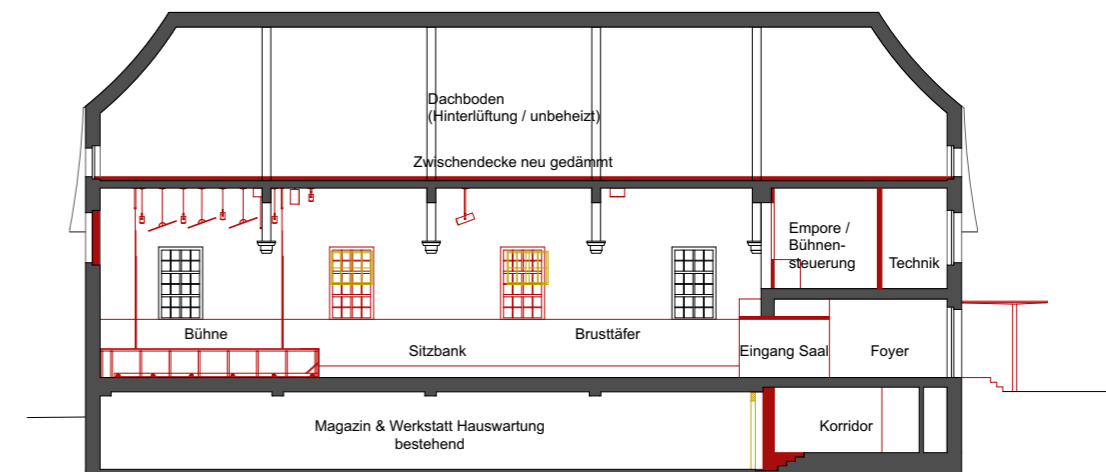 Dachboden
(Hinterlüftung / unbeheizt)
Zwischendecke neu gedämmt
Empore /
Bühnen-
steuerung
Technik
Bühne
Sitzbank
Brusttäfer
Eingang Saal
Foyer
Magazin & Werkstatt Hauswartung
bestehend
Korridor